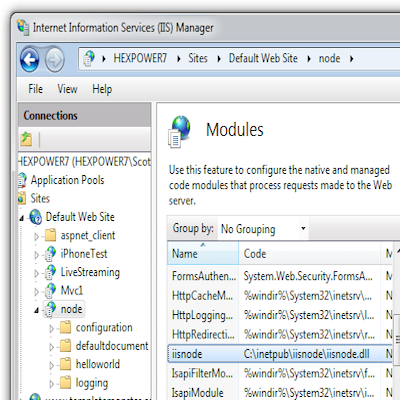 Internet Information Services (IIS) Manager
HEXPOWER7 Sites Default Web Site node
File View Help
Connections
HEXPOWER7 (HEXPOWER7\Scot
Application Pools
Sites
Default Web Site
aspnet_client
iPhoneTest
LiveStreaming
Mvc1
node
configuration
defaultdocument
helloworld
logging
Modules
Use this feature to configure the native and managed
code modules that process requests made to the Web
server.
Group by: No Grouping
Name Code M
FormsAuthen... System.Web.Security.FormsA... M
HttpCacheM... %windir%\System32\inetsrv\c...
HttpLogging... %windir%\System32\inetsrv\l...
HttpRedirecti... %windir%\System32\inetsrv\r...
iisnode C:\inetpub\iisnode\iisnode.dll
IsapiFilterMo... %windir%\System32\inetsrv\f...
IsapiModule %windir%\System32\inetsrv\is...